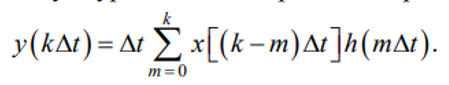 y(kΔt) = Δt ∑_{m=0}^{k} x[(k−m)Δt]h(mΔt).